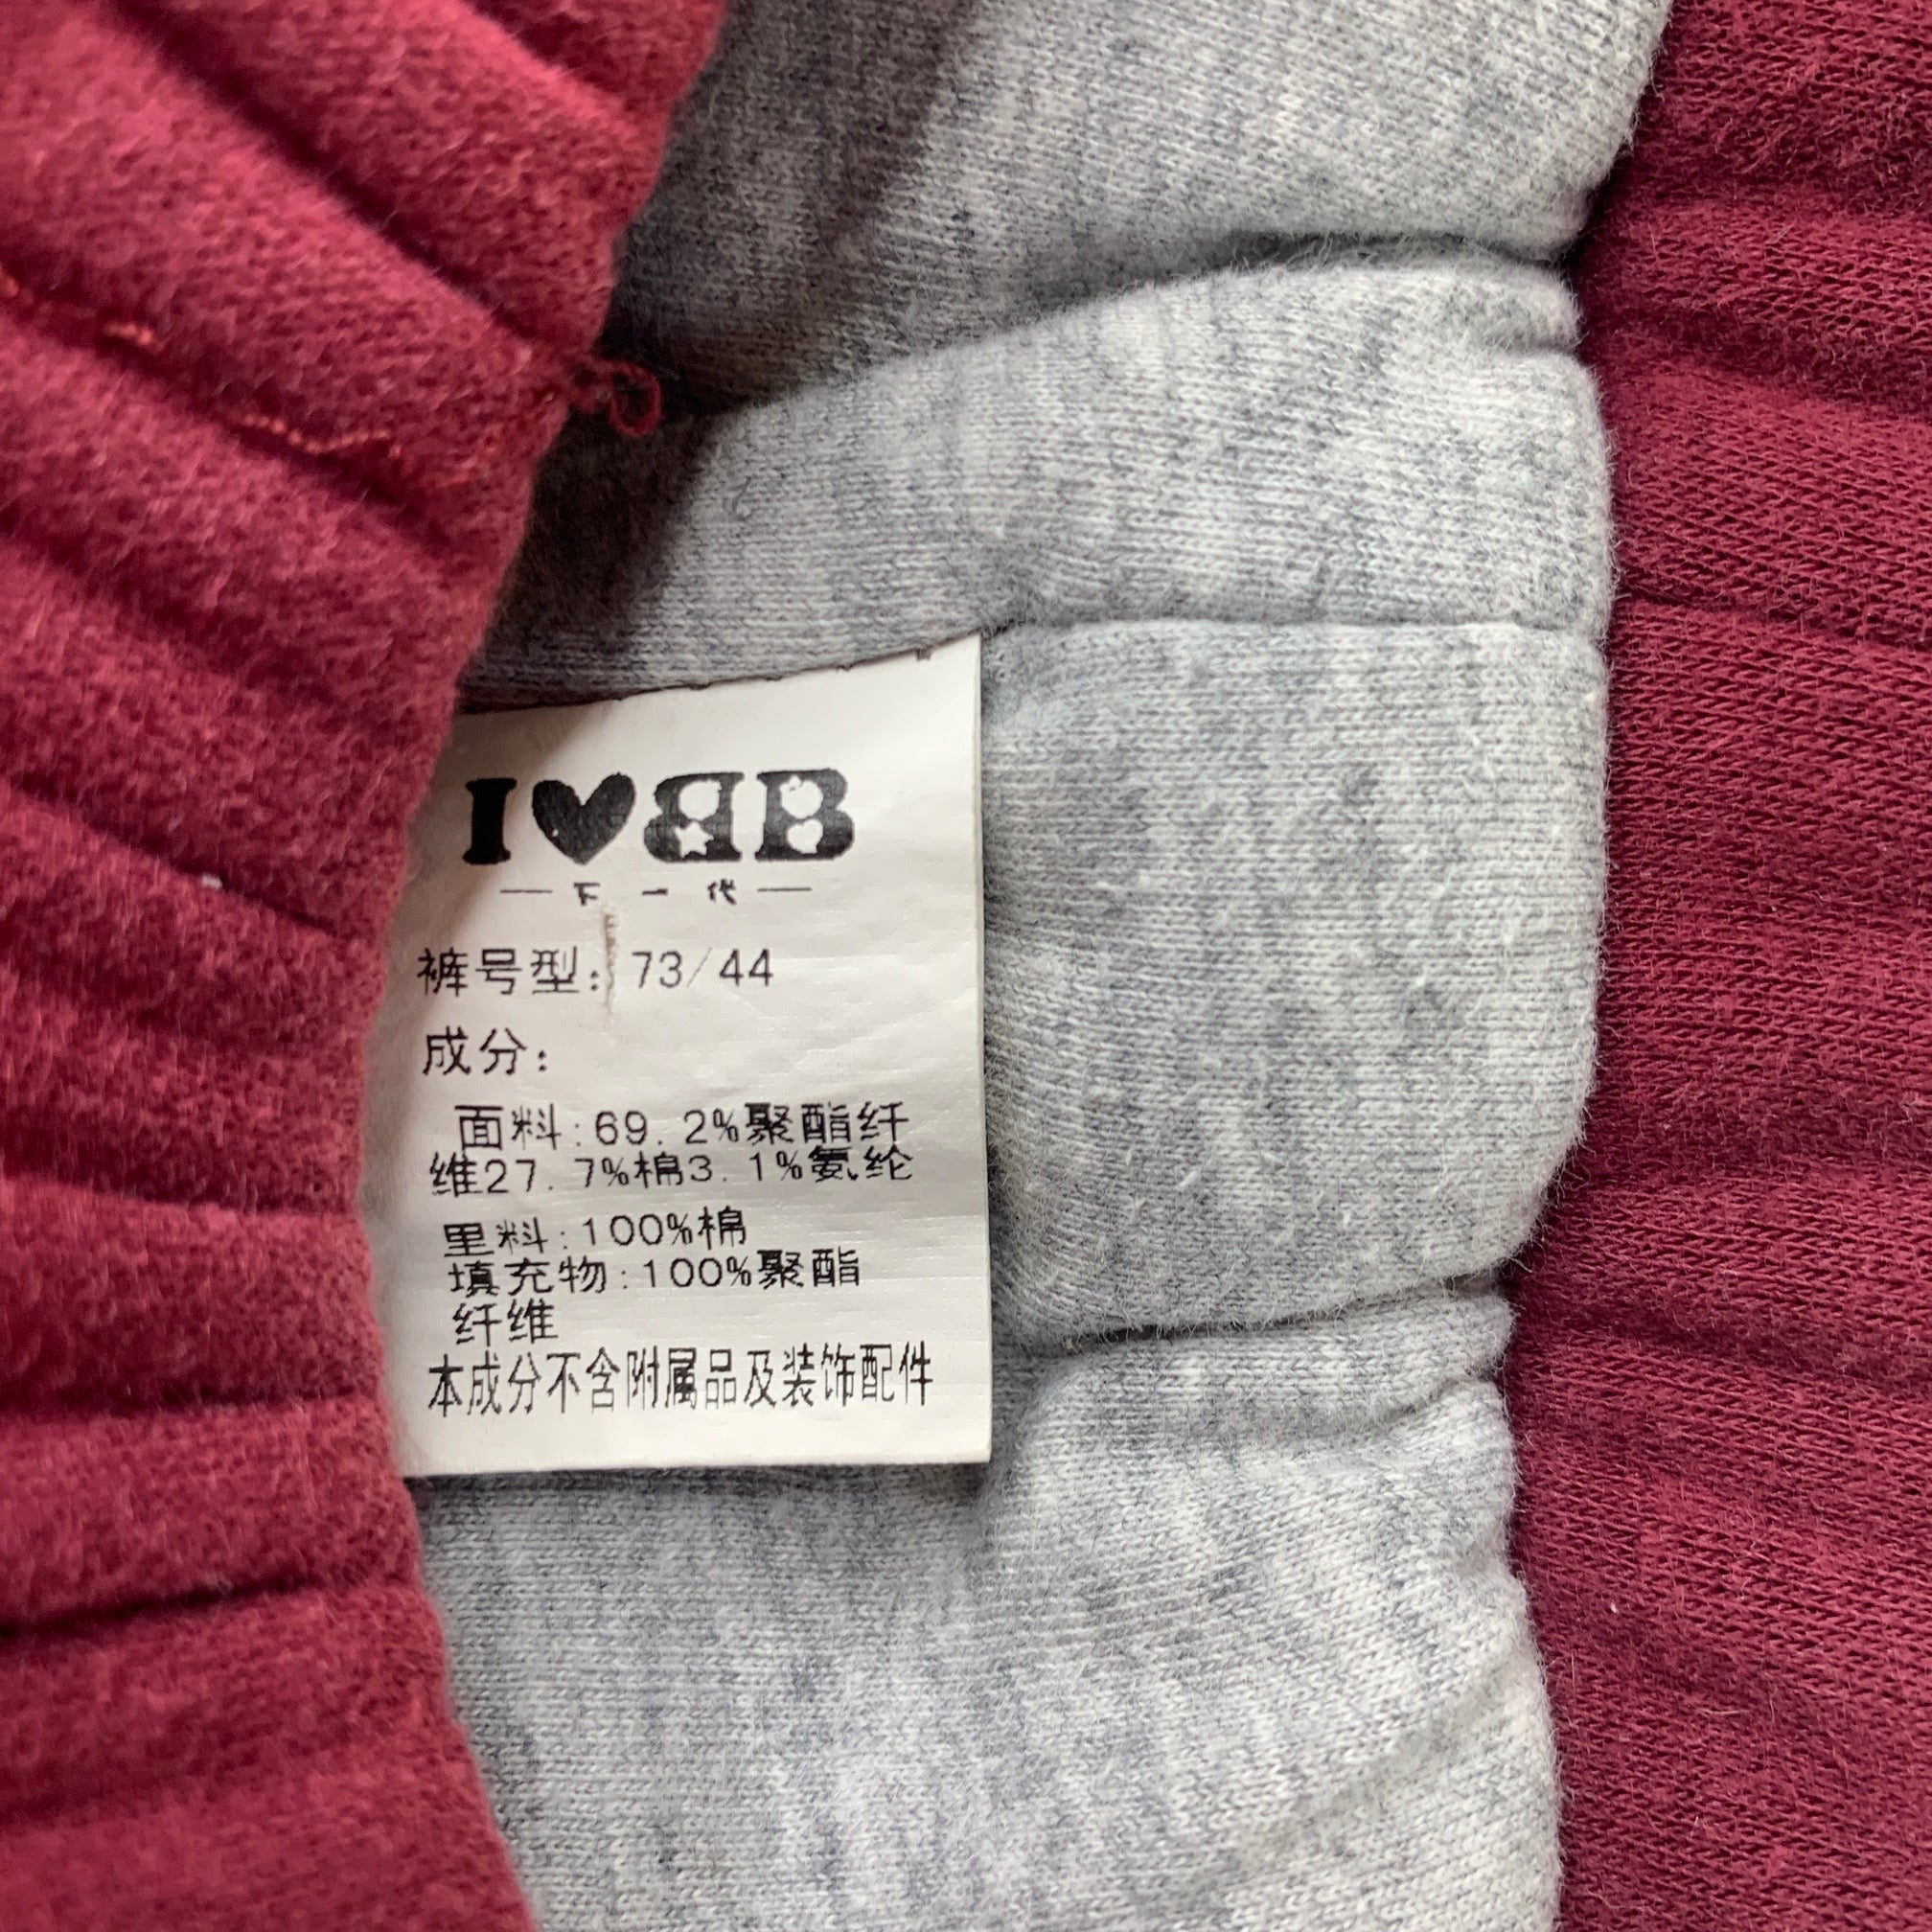 I♥BB
下一代
裤号型：73/44
成分：
面料：69.2%聚酯纤
维27.7%棉3.1%氨纶
里料：100%棉
填充物：100%聚酯
纤维
本成分不含附属品及装饰配件